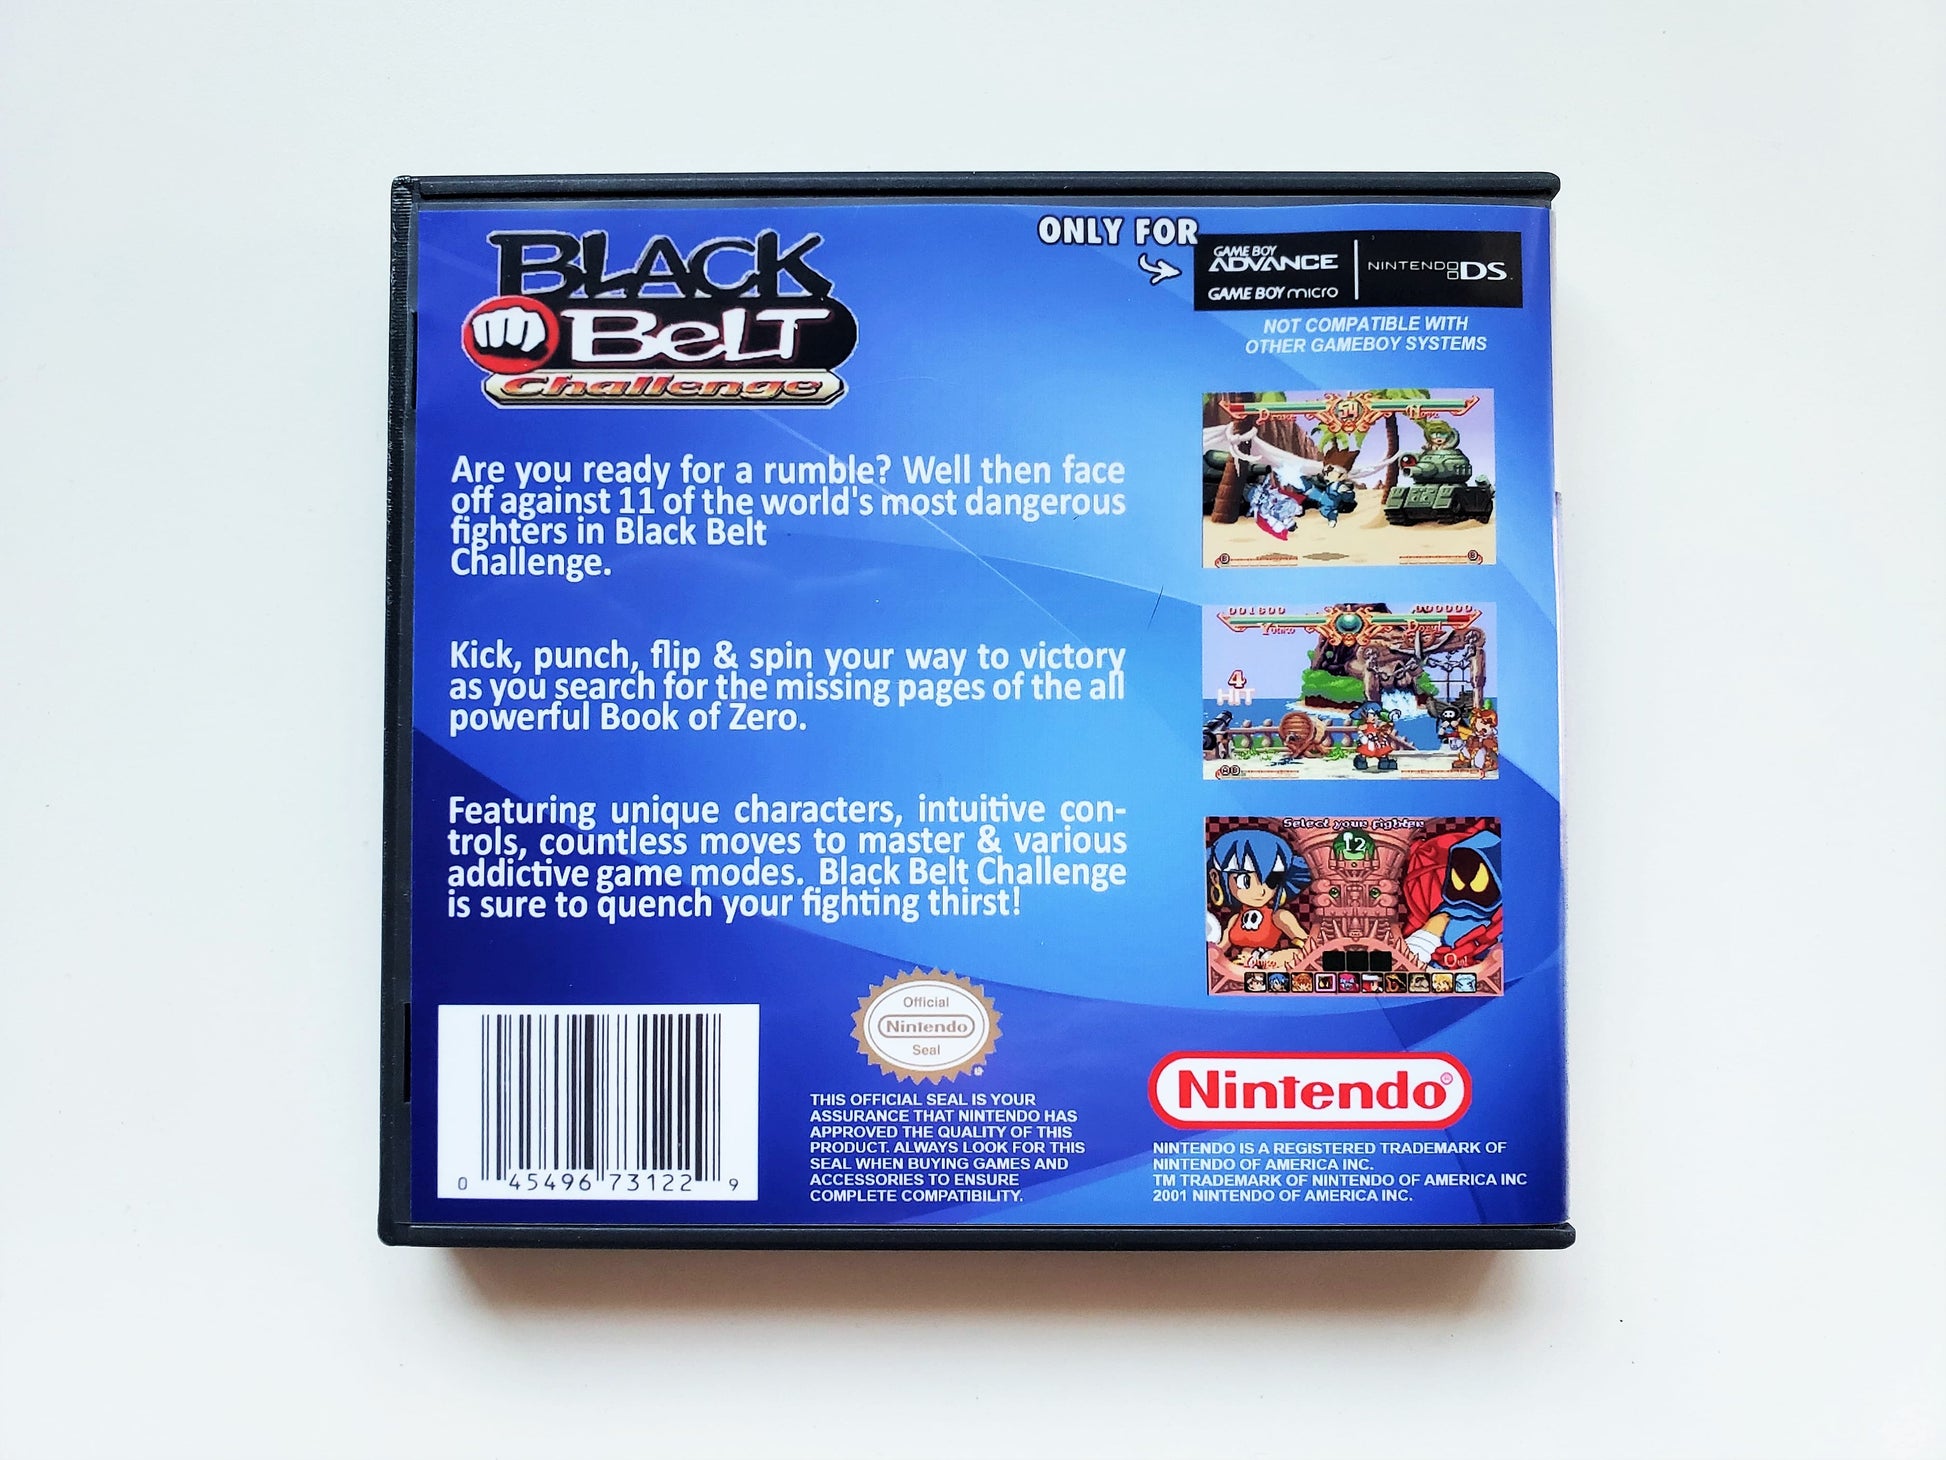 BLACK
BeLT
Challenge
ONLY FOR
GAME BOY
ADVANCE
GAME BOY micro
NINTENDO DS
NOT COMPATIBLE WITH
OTHER GAMEBOY SYSTEMS
Are you ready for a rumble? Well then face
off against 11 of the world's most dangerous
fighters in Black Belt
Challenge.
Kick, punch, flip & spin your way to victory
as you search for the missing pages of the all
powerful Book of Zero.
Featuring unique characters, intuitive con-
trols, countless moves to master & various
addictive game modes. Black Belt Challenge
is sure to quench your fighting thirst!
54
001800
000000
4
HIT
Select your fighter
12
Official
Nintendo
Seal
THIS OFFICIAL SEAL IS YOUR
ASSURANCE THAT NINTENDO HAS
APPROVED THE QUALITY OF THIS
PRODUCT. ALWAYS LOOK FOR THIS
SEAL WHEN BUYING GAMES AND
ACCESSORIES TO ENSURE
COMPLETE COMPATIBILITY.
0 45496 73122 9
Nintendo®
NINTENDO IS A REGISTERED TRADEMARK OF
NINTENDO OF AMERICA INC.
TM TRADEMARK OF NINTENDO OF AMERICA INC
2001 NINTENDO OF AMERICA INC.